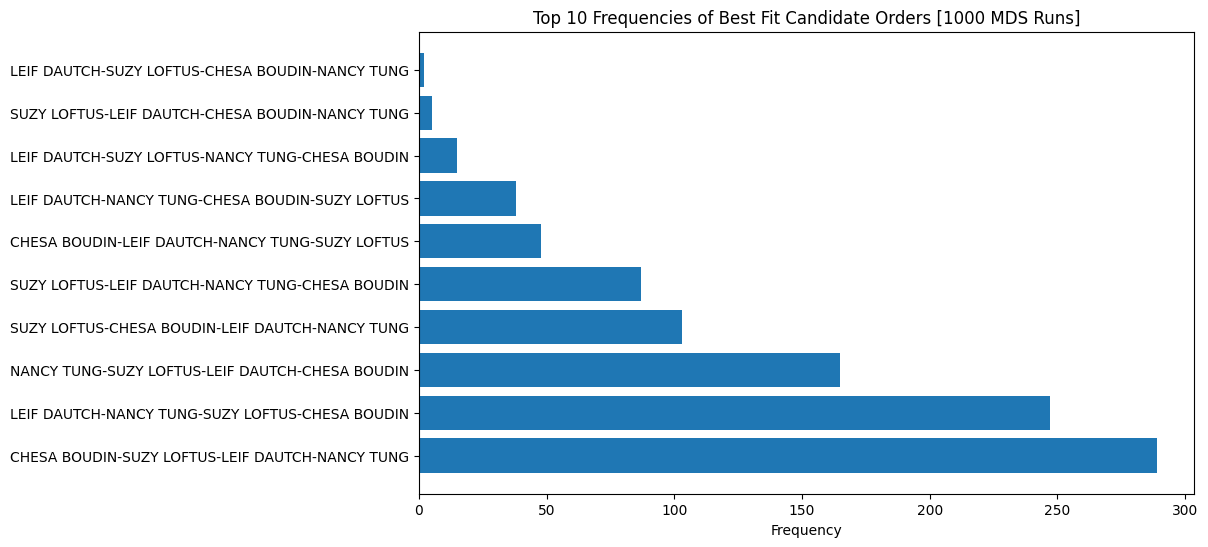 Top 10 Frequencies of Best Fit Candidate Orders [1000 MDS Runs]
LEIF DAUTCH-SUZY LOFTUS-CHESA BOUDIN-NANCY TUNG
SUZY LOFTUS-LEIF DAUTCH-CHESA BOUDIN-NANCY TUNG
LEIF DAUTCH-SUZY LOFTUS-NANCY TUNG-CHESA BOUDIN
LEIF DAUTCH-NANCY TUNG-CHESA BOUDIN-SUZY LOFTUS
CHESA BOUDIN-LEIF DAUTCH-NANCY TUNG-SUZY LOFTUS
SUZY LOFTUS-LEIF DAUTCH-NANCY TUNG-CHESA BOUDIN
SUZY LOFTUS-CHESA BOUDIN-LEIF DAUTCH-NANCY TUNG
NANCY TUNG-SUZY LOFTUS-LEIF DAUTCH-CHESA BOUDIN
LEIF DAUTCH-NANCY TUNG-SUZY LOFTUS-CHESA BOUDIN
CHESA BOUDIN-SUZY LOFTUS-LEIF DAUTCH-NANCY TUNG
0 50 100 150 200 250 300
Frequency